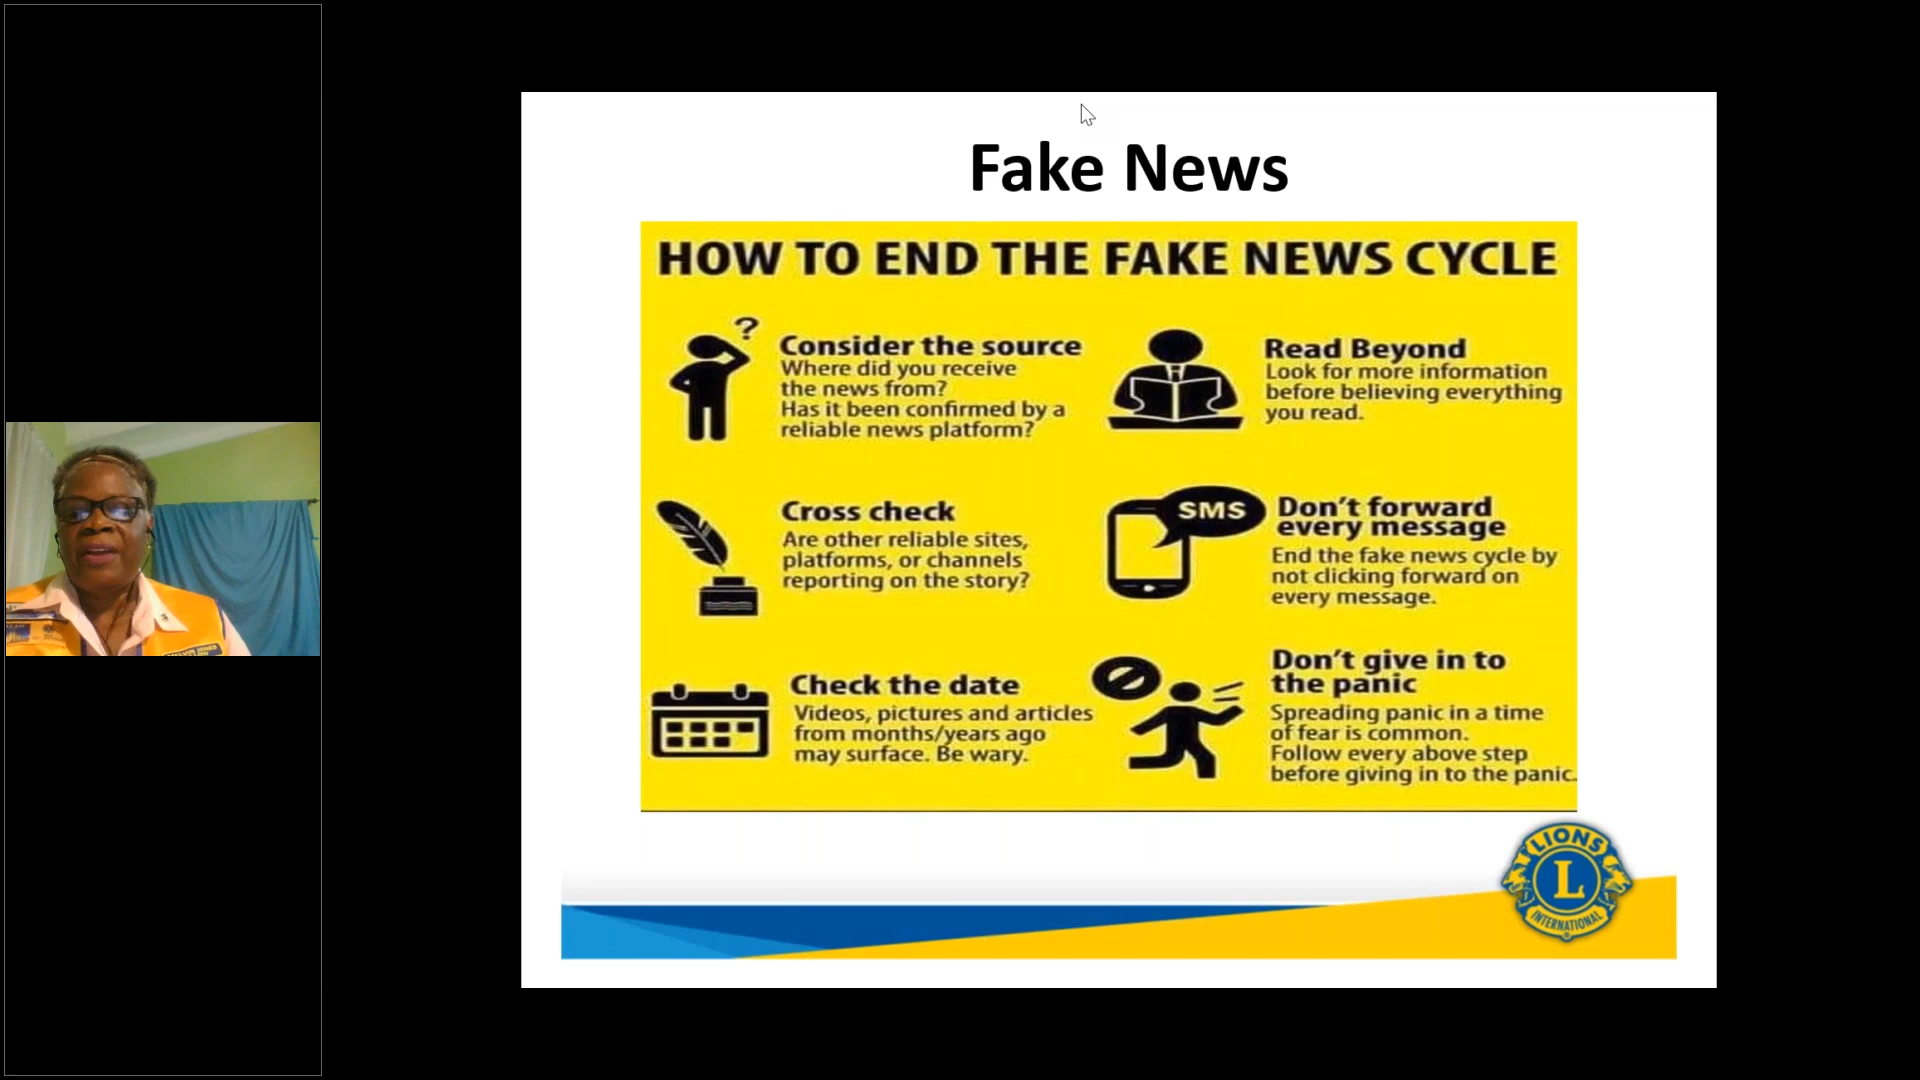 Fake News
HOW TO END THE FAKE NEWS CYCLE
?
Consider the source
Where did you receive
the news from?
Has it been confirmed by a
reliable news platform?
Read Beyond
Look for more information
before believing everything
you read.
Cross check
Are other reliable sites,
platforms, or channels
reporting on the story?
SMS
Don't forward
every message
End the fake news cycle by
not clicking forward on
every message.
Check the date
Videos, pictures and articles
from months/years ago
may surface. Be wary.
Don't give in to
the panic
Spreading panic in a time
of fear is common.
Follow every above step
before giving in to the panic.
LIONS
L
INTERNATIONAL
®